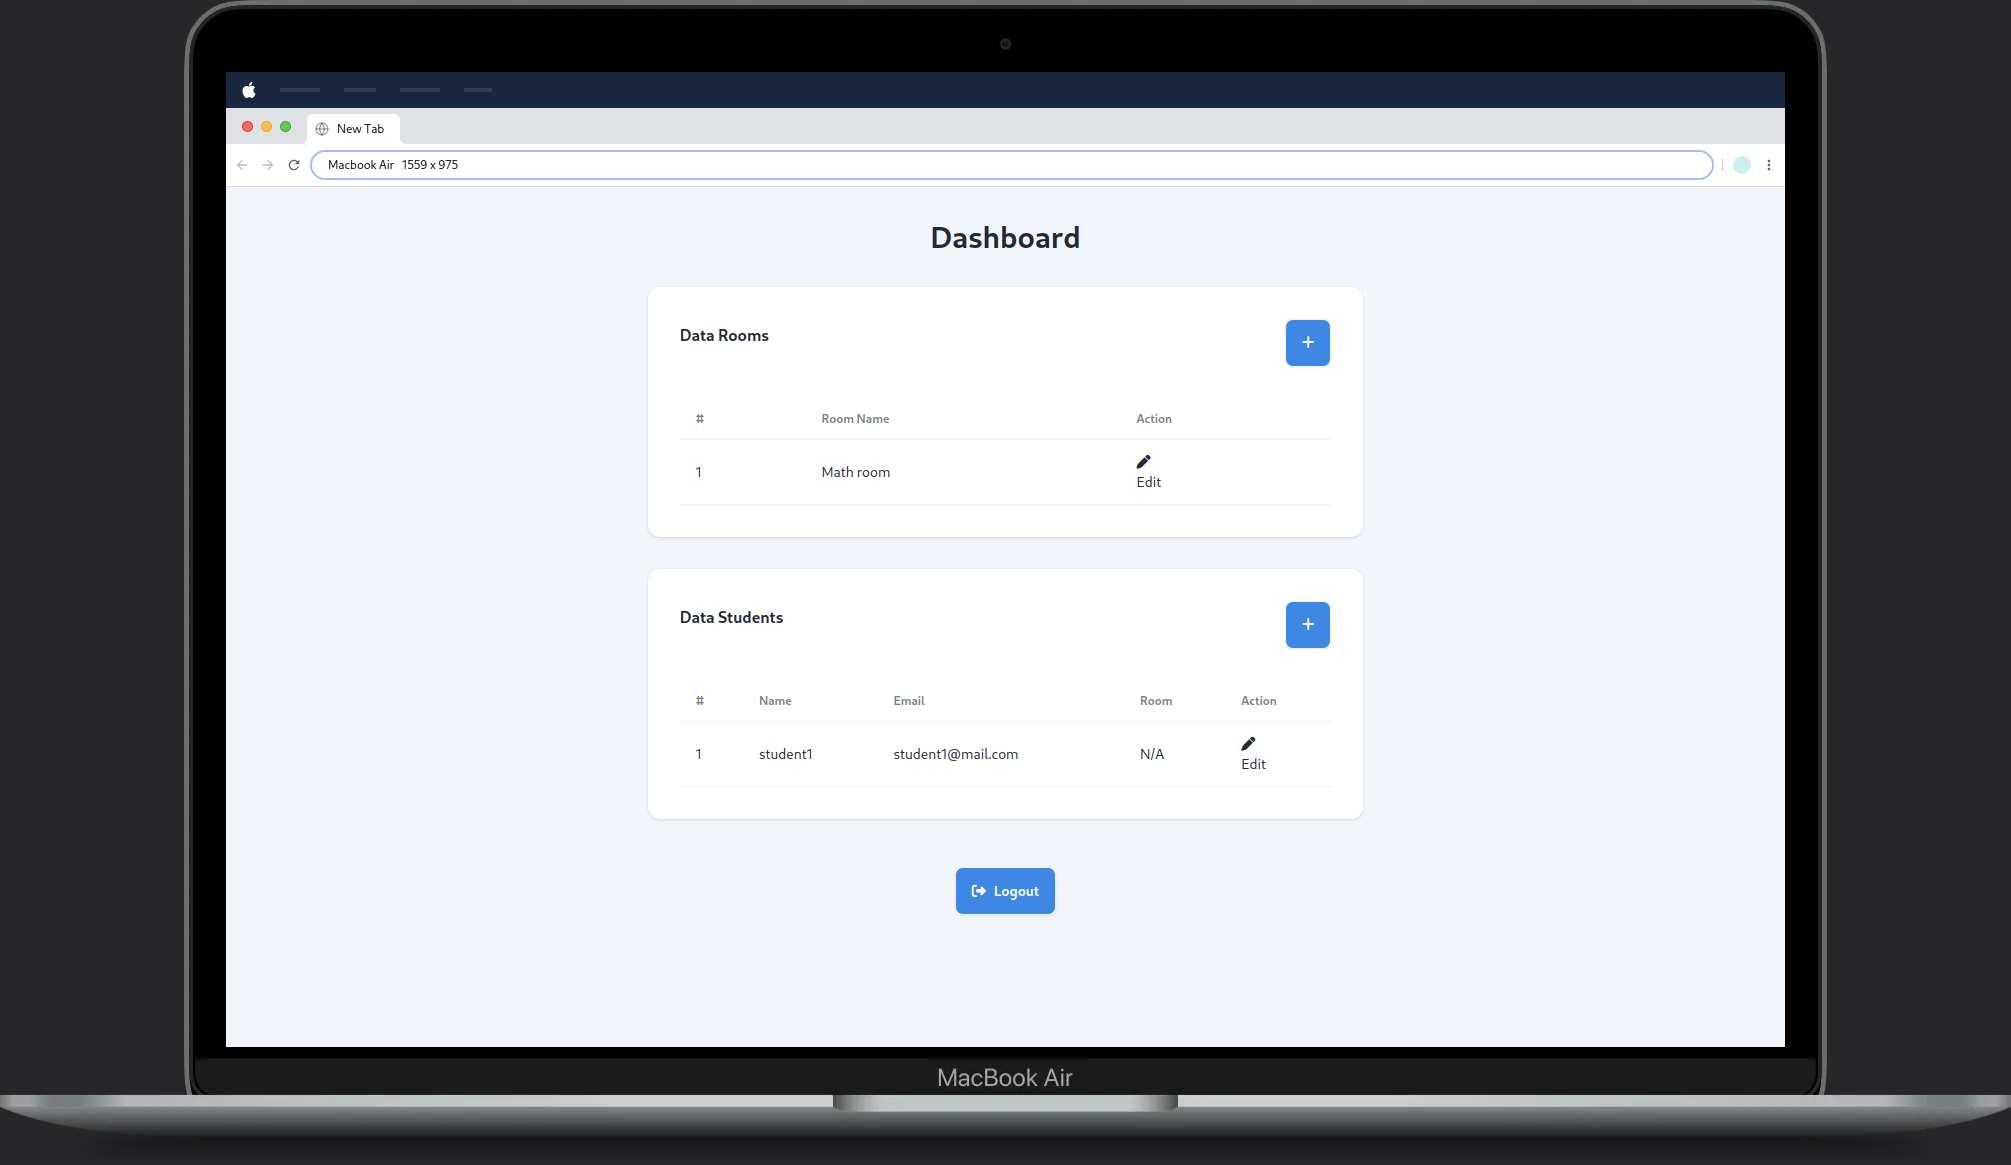 New Tab
Macbook Air 1559 x 975
Dashboard
Data Rooms
+
# Room Name Action
1 Math room Edit
Data Students
+
# Name Email Room Action
1 student1 student1@mail.com N/A Edit
Logout
MacBook Air